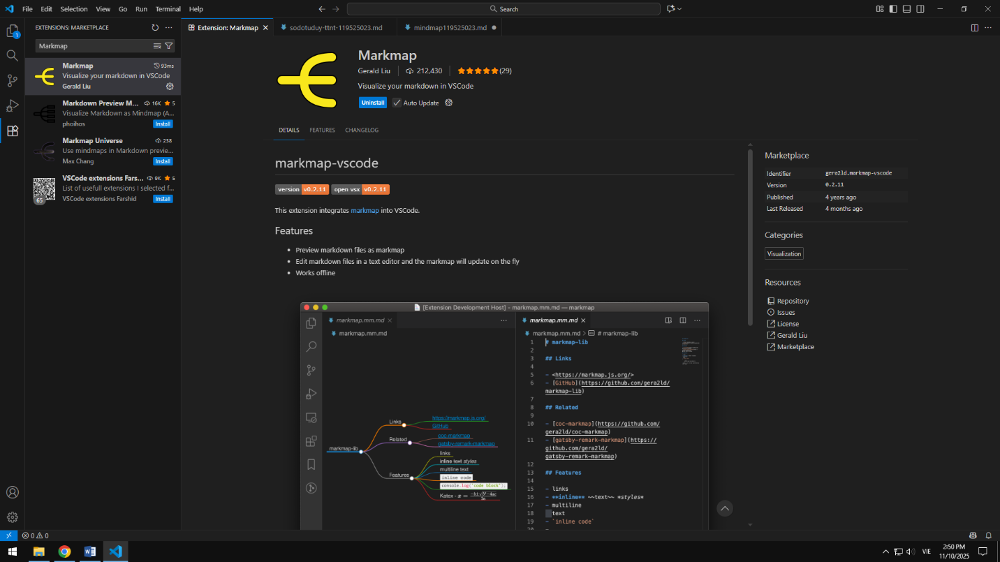 File Edit Selection View Go Run Terminal Help
Search
EXTENSIONS: MARKETPLACE
Markmap
Markmap 93ms
Visualize your markdown in VSCode
Gerald Liu
Markdown Preview M... 16K 5
Visualize Markdown as Mindmap (A...
phoihos Install
Markmap Universe 238
Use mindmaps in Markdown previe...
Max Chang Install
VSCode extensions Fars... 9K 5
List of usefull extensions I selected f...
VSCode extensions Farshid Install
65
1
Extension: Markmap
sodotuduy-ttnt-119525023.md
mindmap119525023.md
Markmap
Gerald Liu 212,430 (29)
Visualize your markdown in VSCode
Uninstall Auto Update
DETAILS FEATURES CHANGELOG
markmap-vscode
version v0.2.11 open vsx v0.2.11
This extension integrates markmap into VSCode.
Features
Preview markdown files as markmap
Edit markdown files in a text editor and the markmap will update on the fly
Works offline
[Extension Development Host] - markmap.mm.md — markmap
markmap.mm.md
markmap.mm.md
markmap-lib
Links
https://markmap.js.org/
GitHub
Related
coc-markmap
gatsby-remark-markmap
Features
links
inline text styles
multiline text
inline code
console.log('code block');
Katex - x =
markmap.mm.md
markmap.mm.md > # markmap-lib
1 # markmap-lib
2
3 ## Links
4
5 - <https://markmap.js.org/>
6 - [GitHub](https://github.com/gera2ld/
markmap-lib)
7
8 ## Related
9
10 - [coc-markmap](https://github.com/
gera2ld/coc-markmap)
11 - [gatsby-remark-markmap](https://
github.com/gera2ld/
gatsby-remark-markmap)
12
13 ## Features
14
15 - links
16 - **inline** ~~text~~ *styles*
17 - multiline
18 text
19 - `inline code`
20 -
Marketplace
Identifier gera2ld.markmap-vscode
Version 0.2.11
Published 4 years ago
Last Released 4 months ago
Categories
Visualization
Resources
Repository
Issues
License
Gerald Liu
Marketplace
0 0
VIE
2:50 PM
11/10/2025